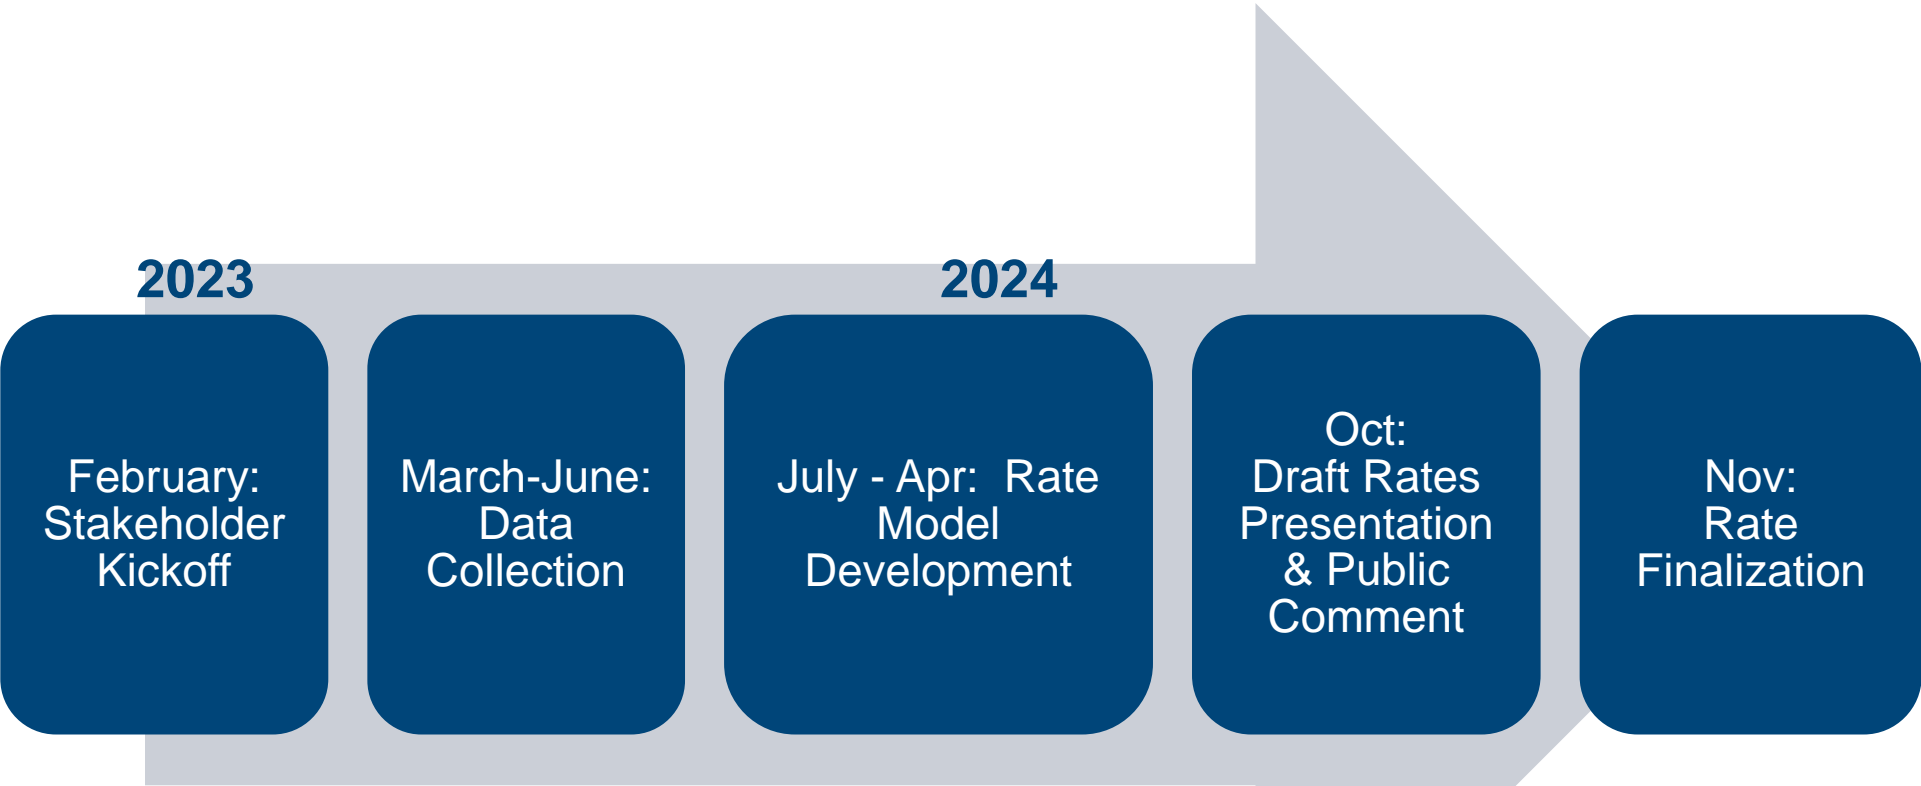 2023
2024
February:
Stakeholder
Kickoff
March-June:
Data
Collection
July - Apr:  Rate
Model
Development
Oct:
Draft Rates
Presentation
& Public
Comment
Nov:
Rate
Finalization